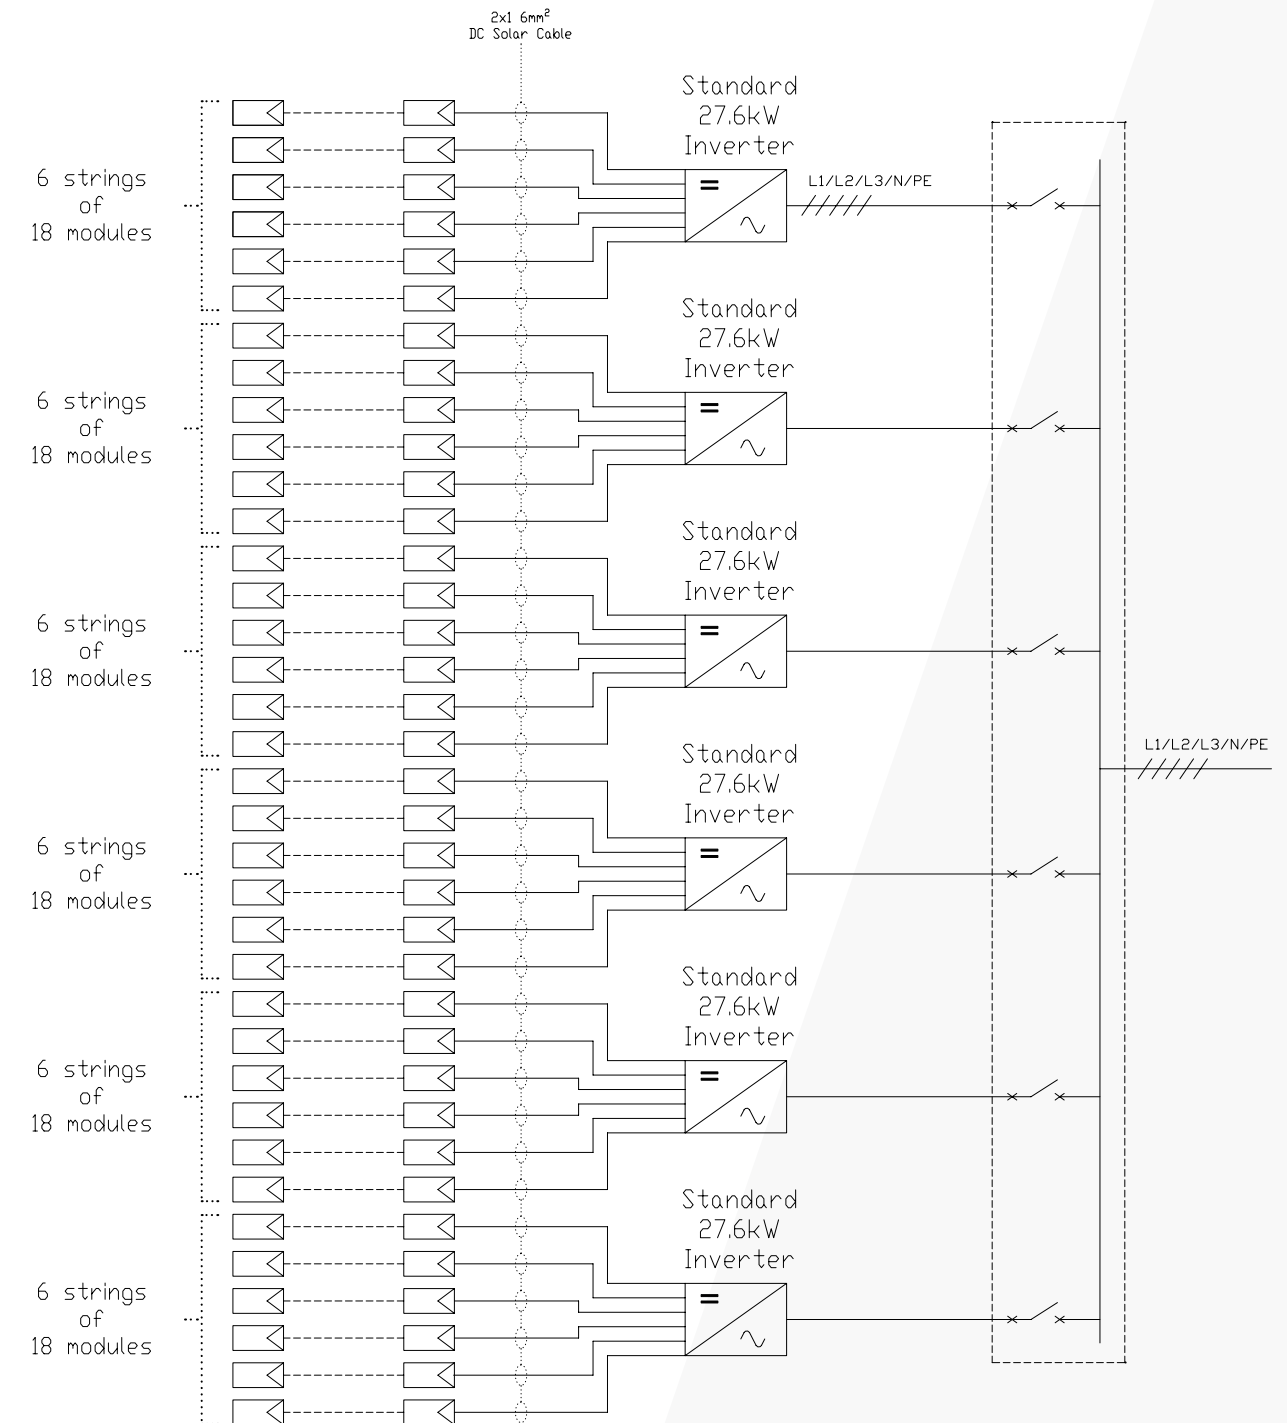 2x1 6mm²
DC Solar Cable
Standard
27.6kW
Inverter
L1/L2/L3/N/PE
6 strings
of
18 modules
Standard
27.6kW
Inverter
6 strings
of
18 modules
Standard
27.6kW
Inverter
6 strings
of
18 modules
L1/L2/L3/N/PE
Standard
27.6kW
Inverter
6 strings
of
18 modules
Standard
27.6kW
Inverter
6 strings
of
18 modules
Standard
27.6kW
Inverter
6 strings
of
18 modules